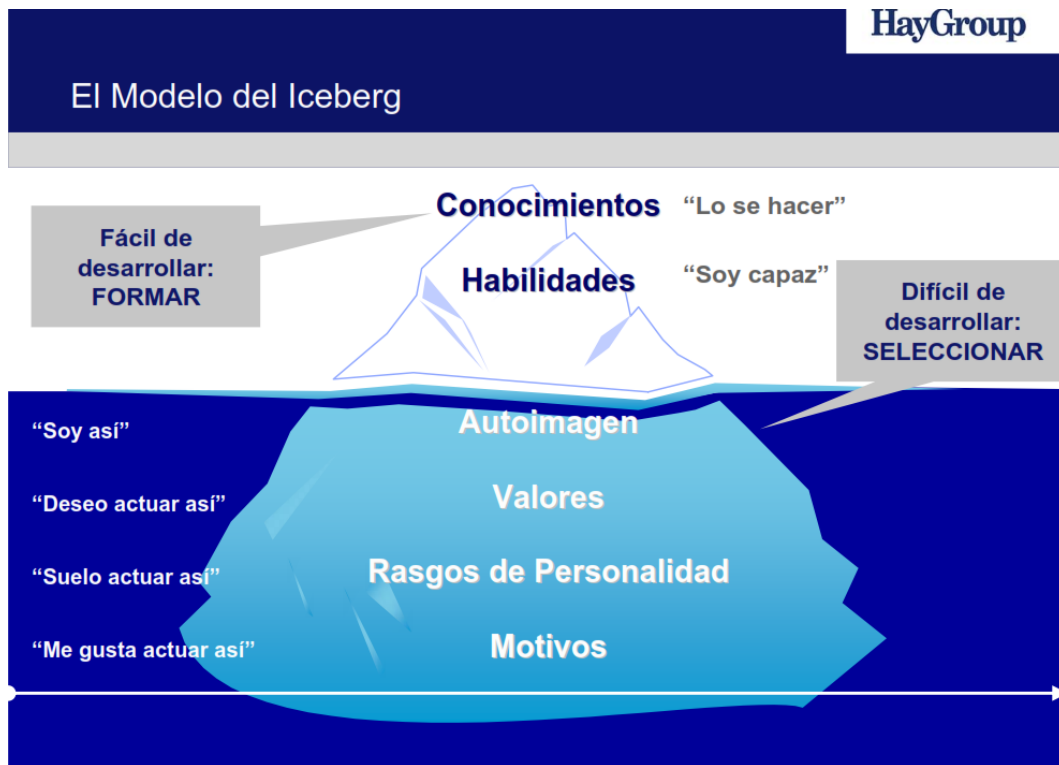 HayGroup
El Modelo del Iceberg
Conocimientos
“Lo se hacer”
Fácil de
desarrollar:
FORMAR
Habilidades
“Soy capaz”
Difícil de
desarrollar:
SELECCIONAR
“Soy así”
Autoimagen
“Deseo actuar así”
Valores
“Suelo actuar así”
Rasgos de Personalidad
“Me gusta actuar así”
Motivos